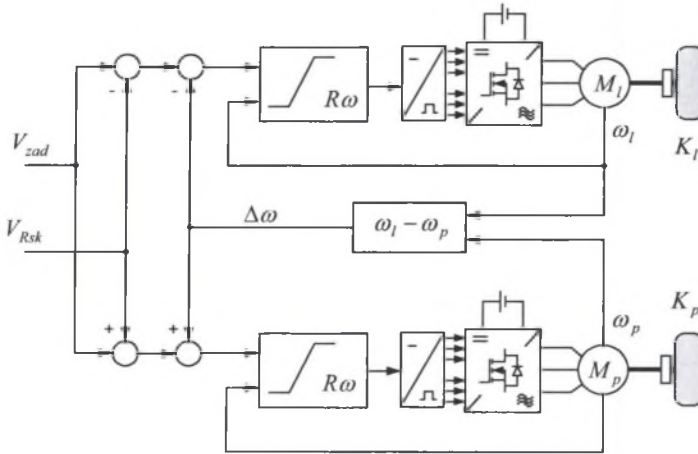 M_l
Rω
ω_l
K_l
V_zad
V_Rsk
Δω
ω_l − ω_p
K_p
ω_p
M_p
Rω
- 
-
+
+